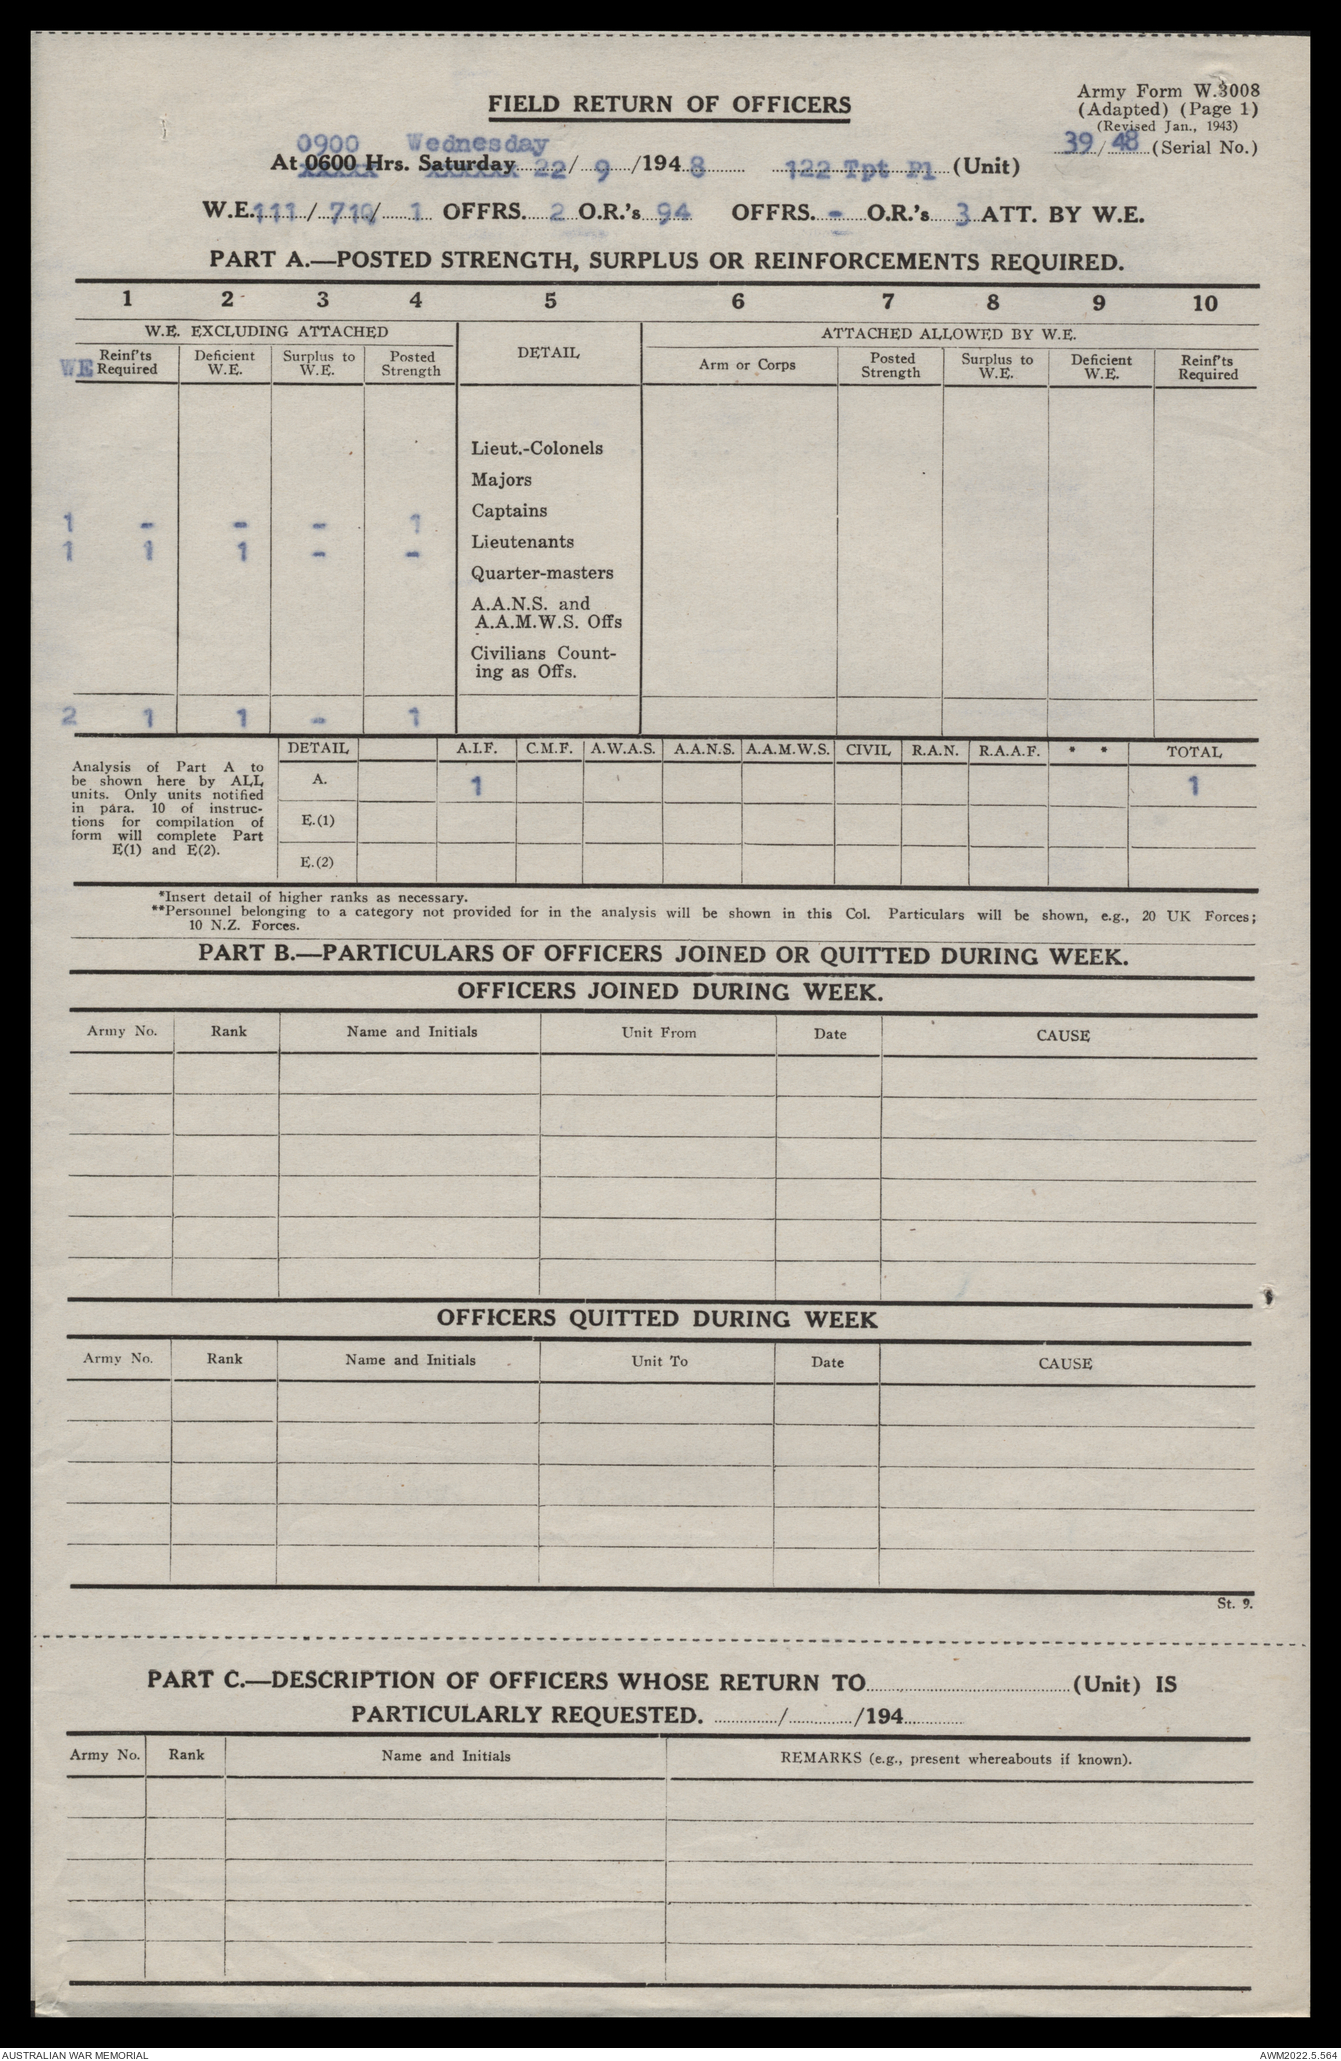 FIELD RETURN OF OFFICERS
Army Form W.3008
(Adapted) (Page 1)
(Revised Jan., 1943)
39/48 (Serial No.)
0900 Wednesday
At 0600 Hrs. Saturday 22/9/1948 122 Tpt Pl (Unit)
W.E. 111/710/1 OFFRS. 2 O.R.'s 94 OFFRS. - O.R.'s 3 ATT. BY W.E.
PART A.—POSTED STRENGTH, SURPLUS OR REINFORCEMENTS REQUIRED.
1 2 3 4 5 6 7 8 9 10
W.E. EXCLUDING ATTACHED DETAIL ATTACHED ALLOWED BY W.E.
WE Reinf'ts Required Deficient W.E. Surplus to W.E. Posted Strength Arm or Corps Posted Strength Surplus to W.E. Deficient W.E. Reinf'ts Required
Lieut.-Colonels
Majors
1 - - - 1 Captains
1 1 1 - - Lieutenants
Quarter-masters
A.A.N.S. and
A.A.M.W.S. Offs
Civilians Count-
ing as Offs.
2 1 1 - 1
DETAIL A.I.F. C.M.F. A.W.A.S. A.A.N.S. A.A.M.W.S. CIVIL R.A.N. R.A.A.F. * * TOTAL
Analysis of Part A to
be shown here by ALL
units. Only units notified
in para. 10 of instruc-
tions for compilation of
form will complete Part
E(1) and E(2).
A. 1 1
E.(1)
E.(2)
*Insert detail of higher ranks as necessary.
**Personnel belonging to a category not provided for in the analysis will be shown in this Col. Particulars will be shown, e.g., 20 UK Forces;
10 N.Z. Forces.
PART B.—PARTICULARS OF OFFICERS JOINED OR QUITTED DURING WEEK.
OFFICERS JOINED DURING WEEK.
Army No. Rank Name and Initials Unit From Date CAUSE
OFFICERS QUITTED DURING WEEK
Army No. Rank Name and Initials Unit To Date CAUSE
St. 9.
PART C.—DESCRIPTION OF OFFICERS WHOSE RETURN TO (Unit) IS
PARTICULARLY REQUESTED. / /194
Army No. Rank Name and Initials REMARKS (e.g., present whereabouts if known).
AUSTRALIAN WAR MEMORIAL AWM2022.5.564